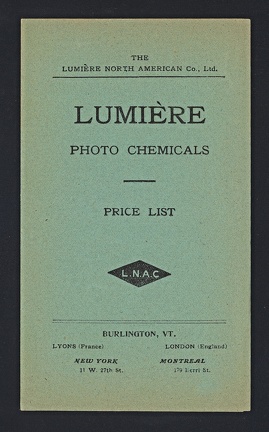 THE
LUMIÈRE NORTH AMERICAN Co., Ltd.
LUMIÈRE
PHOTO CHEMICALS
PRICE LIST
L.N.A.C
BURLINGTON, VT.
LYONS (France) LONDON (England)
NEW YORK MONTREAL
11 W. 27th St. St.